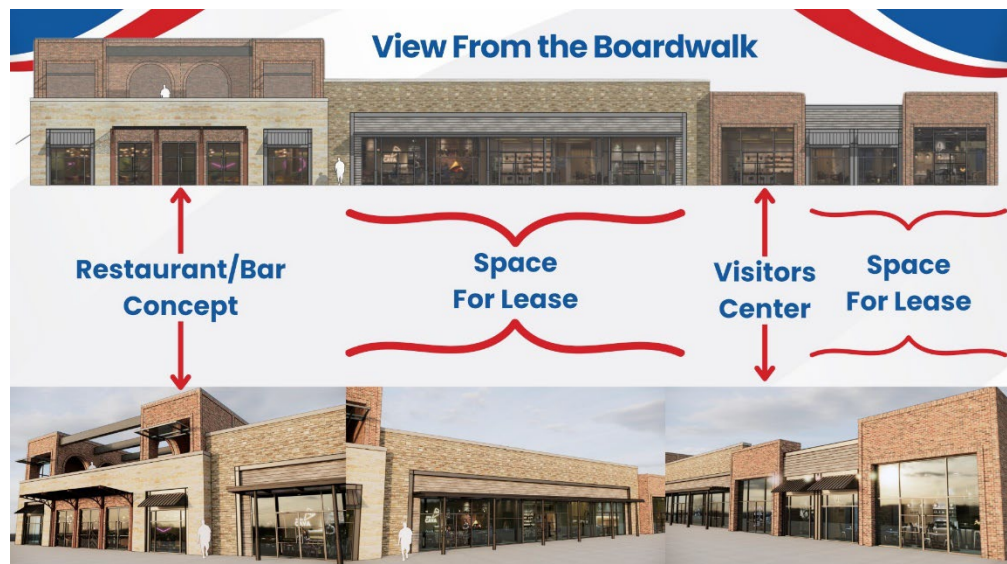 View From the Boardwalk
Restaurant/Bar
Concept
Space
For Lease
Visitors
Center
Space
For Lease